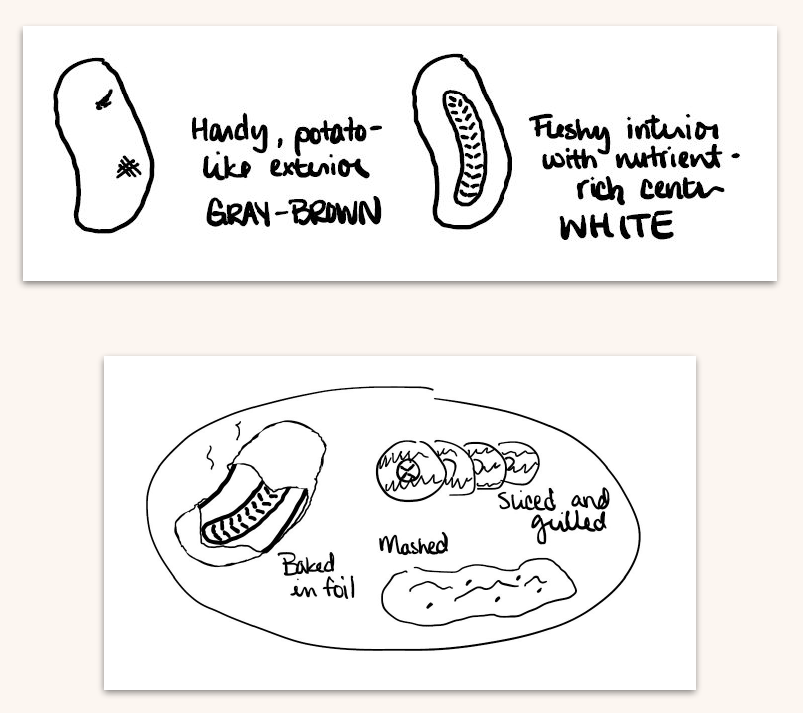 Hardy, potato-
like exterior
GRAY-BROWN
Fleshy interior
with nutrient-
rich center
WHITE
Baked
in foil
Sliced and
grilled
Mashed